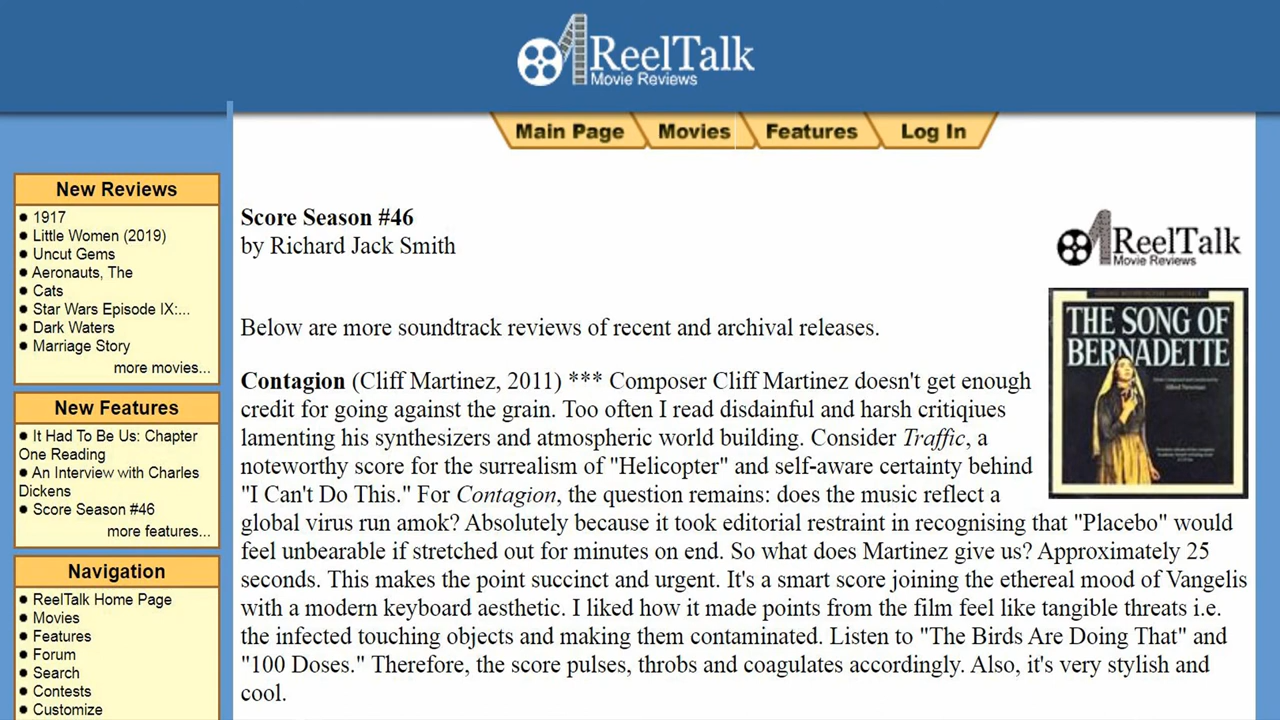 ReelTalk
Movie Reviews
Main Page
Movies
Features
Log In
New Reviews
1917
Little Women (2019)
Uncut Gems
Aeronauts, The
Cats
Star Wars Episode IX:...
Dark Waters
Marriage Story
more movies...
New Features
It Had To Be Us: Chapter
One Reading
An Interview with Charles
Dickens
Score Season #46
more features...
Navigation
ReelTalk Home Page
Movies
Features
Forum
Search
Contests
Customize
Score Season #46
by Richard Jack Smith
ReelTalk
Movie Reviews
THE SONG OF
BERNADETTE
Alfred Newman
Below are more soundtrack reviews of recent and archival releases.
Contagion (Cliff Martinez, 2011) *** Composer Cliff Martinez doesn't get enough
credit for going against the grain. Too often I read disdainful and harsh critiqiues
lamenting his synthesizers and atmospheric world building. Consider Traffic, a
noteworthy score for the surrealism of "Helicopter" and self-aware certainty behind
"I Can't Do This." For Contagion, the question remains: does the music reflect a
global virus run amok? Absolutely because it took editorial restraint in recognising that "Placebo" would
feel unbearable if stretched out for minutes on end. So what does Martinez give us? Approximately 25
seconds. This makes the point succinct and urgent. It's a smart score joining the ethereal mood of Vangelis
with a modern keyboard aesthetic. I liked how it made points from the film feel like tangible threats i.e.
the infected touching objects and making them contaminated. Listen to "The Birds Are Doing That" and
"100 Doses." Therefore, the score pulses, throbs and coagulates accordingly. Also, it's very stylish and
cool.